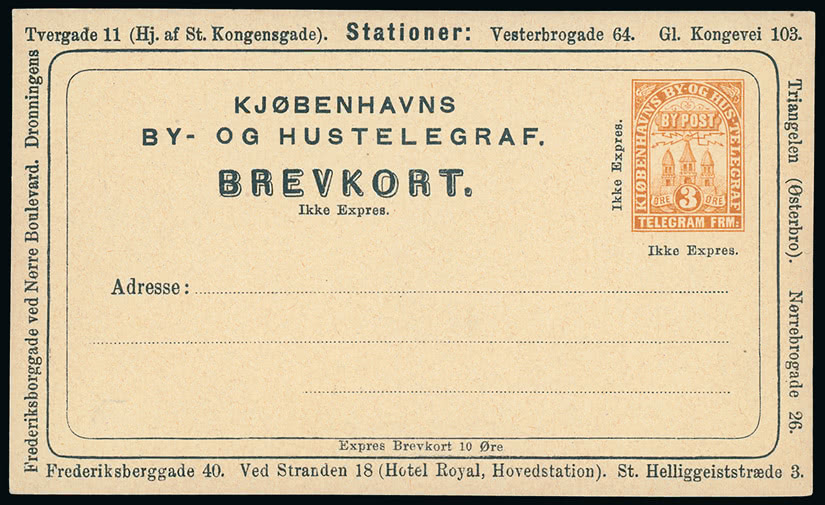 Tvergade 11 (Hj. af St. Kongensgade). Stationer: Vesterbrogade 64. Gl. Kongevei 103.
Triangelen (Østerbro). Nørrebrogade 26.
Frederiksberggade 40. Ved Stranden 18 (Hotel Royal, Hovedstation). St. Helliggeiststræde 3.
Frederiksborggade ved Nørre Boulevard. Dronningens
KJØBENHAVNS
BY- OG HUSTELEGRAF.
BREVKORT.
Ikke Expres.
Ikke Expres.
KJØBENHAVNS BY-OG HUS-TELEGRAF
BY POST
ØRE 3 ØRE
TELEGRAM FRM:
Ikke Expres.
Adresse:
Expres Brevkort 10 Øre